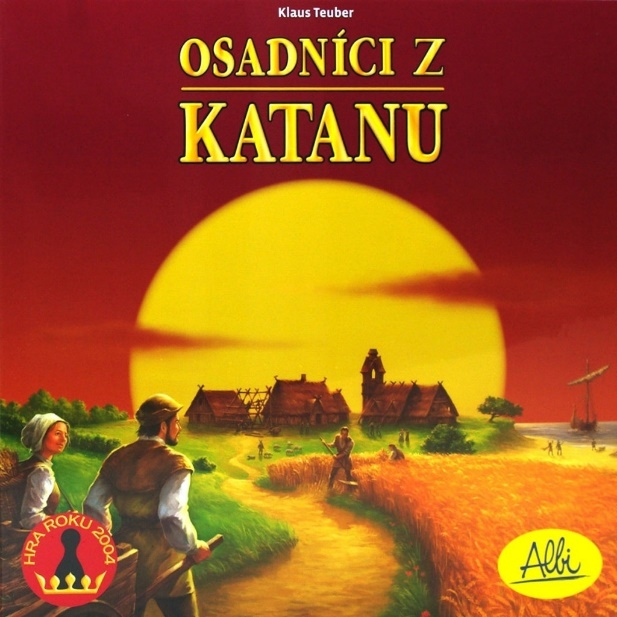 Klaus Teuber
OSADNÍCI Z
KATANU
HRA ROKU 2004
Albi